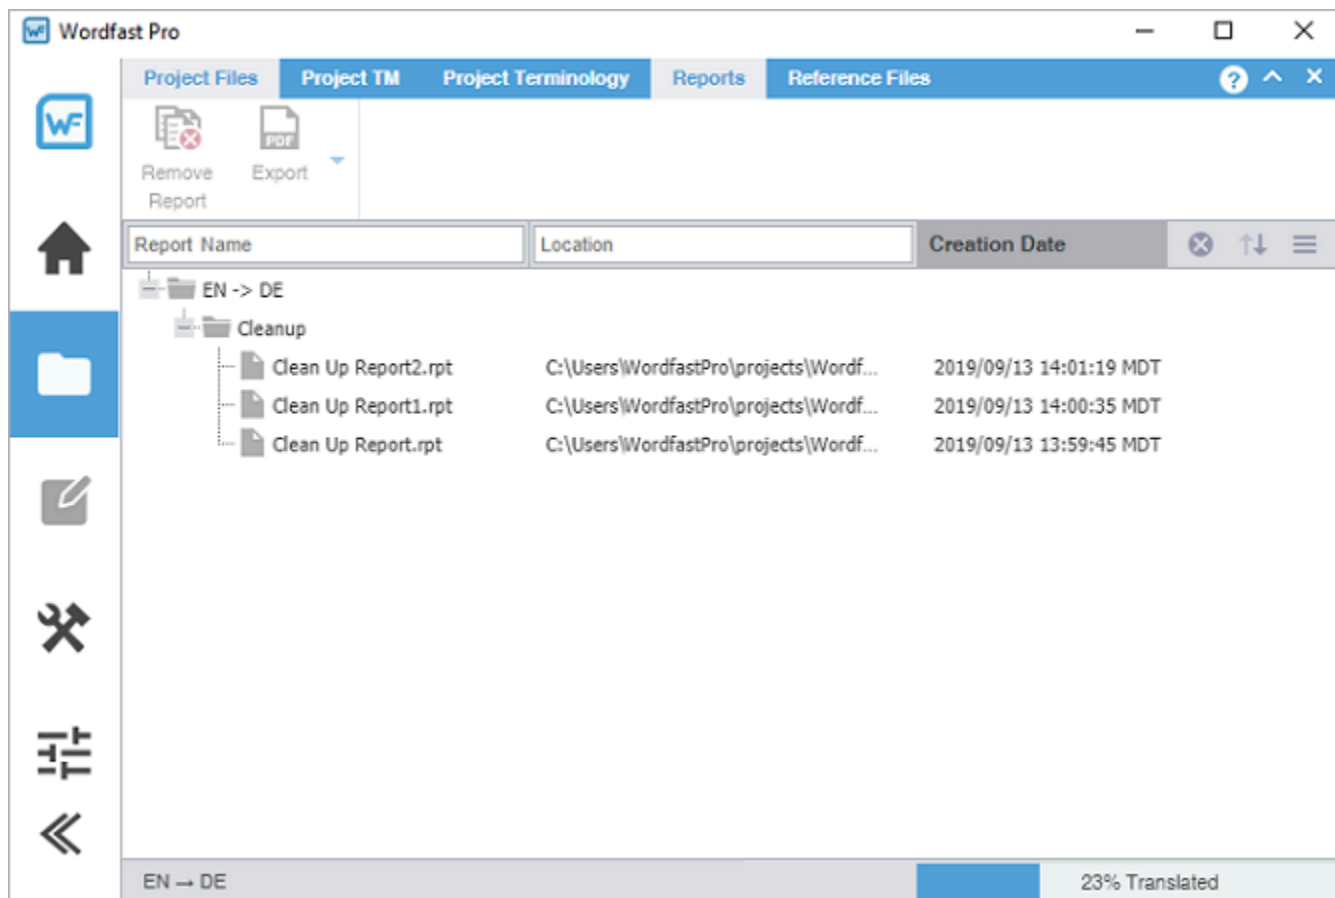 Wordfast Pro
Project Files Project TM Project Terminology Reports Reference Files ?
WF
PDF
Remove Report Export
Report Name Location Creation Date
EN -> DE
Cleanup
Clean Up Report2.rpt C:\Users\WordfastPro\projects\Wordf... 2019/09/13 14:01:19 MDT
Clean Up Report1.rpt C:\Users\WordfastPro\projects\Wordf... 2019/09/13 14:00:35 MDT
Clean Up Report.rpt C:\Users\WordfastPro\projects\Wordf... 2019/09/13 13:59:45 MDT
EN → DE 23% Translated